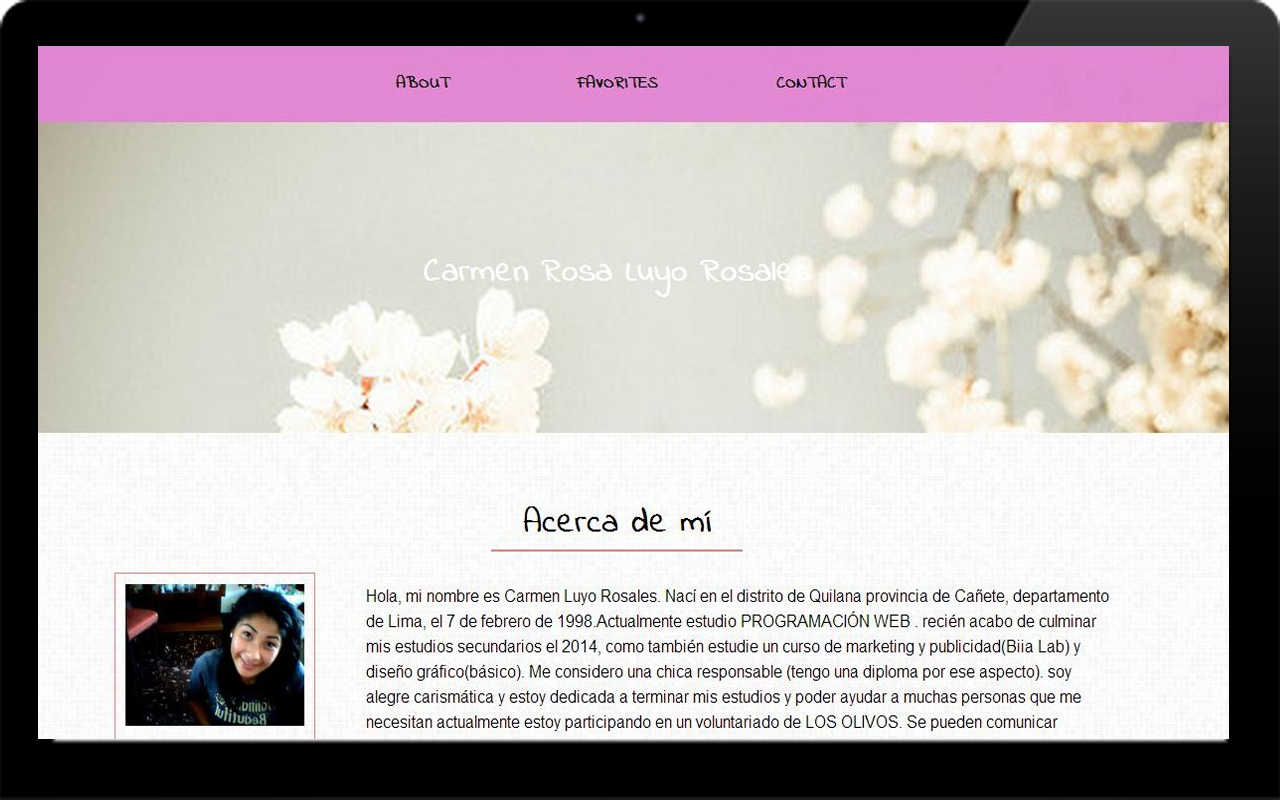 ABOUT FAVORITES CONTACT
Carmen Rosa Luyo Rosales
Acerca de mí
Hola, mi nombre es Carmen Luyo Rosales. Nací en el distrito de Quilana provincia de Cañete, departamento
de Lima, el 7 de febrero de 1998.Actualmente estudio PROGRAMACIÓN WEB . recién acabo de culminar
mis estudios secundarios el 2014, como también estudie un curso de marketing y publicidad(Biia Lab) y
diseño gráfico(básico). Me considero una chica responsable (tengo una diploma por ese aspecto). soy
alegre carismática y estoy dedicada a terminar mis estudios y poder ayudar a muchas personas que me
necesitan actualmente estoy participando en un voluntariado de LOS OLIVOS. Se pueden comunicar
Beautiful